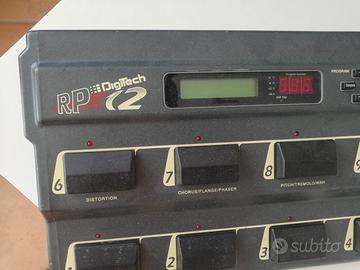 DigiTech
RP 12
PROGRAM
6
7
8
9
DISTORTION
CHORUS/FLANGE/PHASER
PITCH/TREMOLO/WAH
1
2
3
4
subito